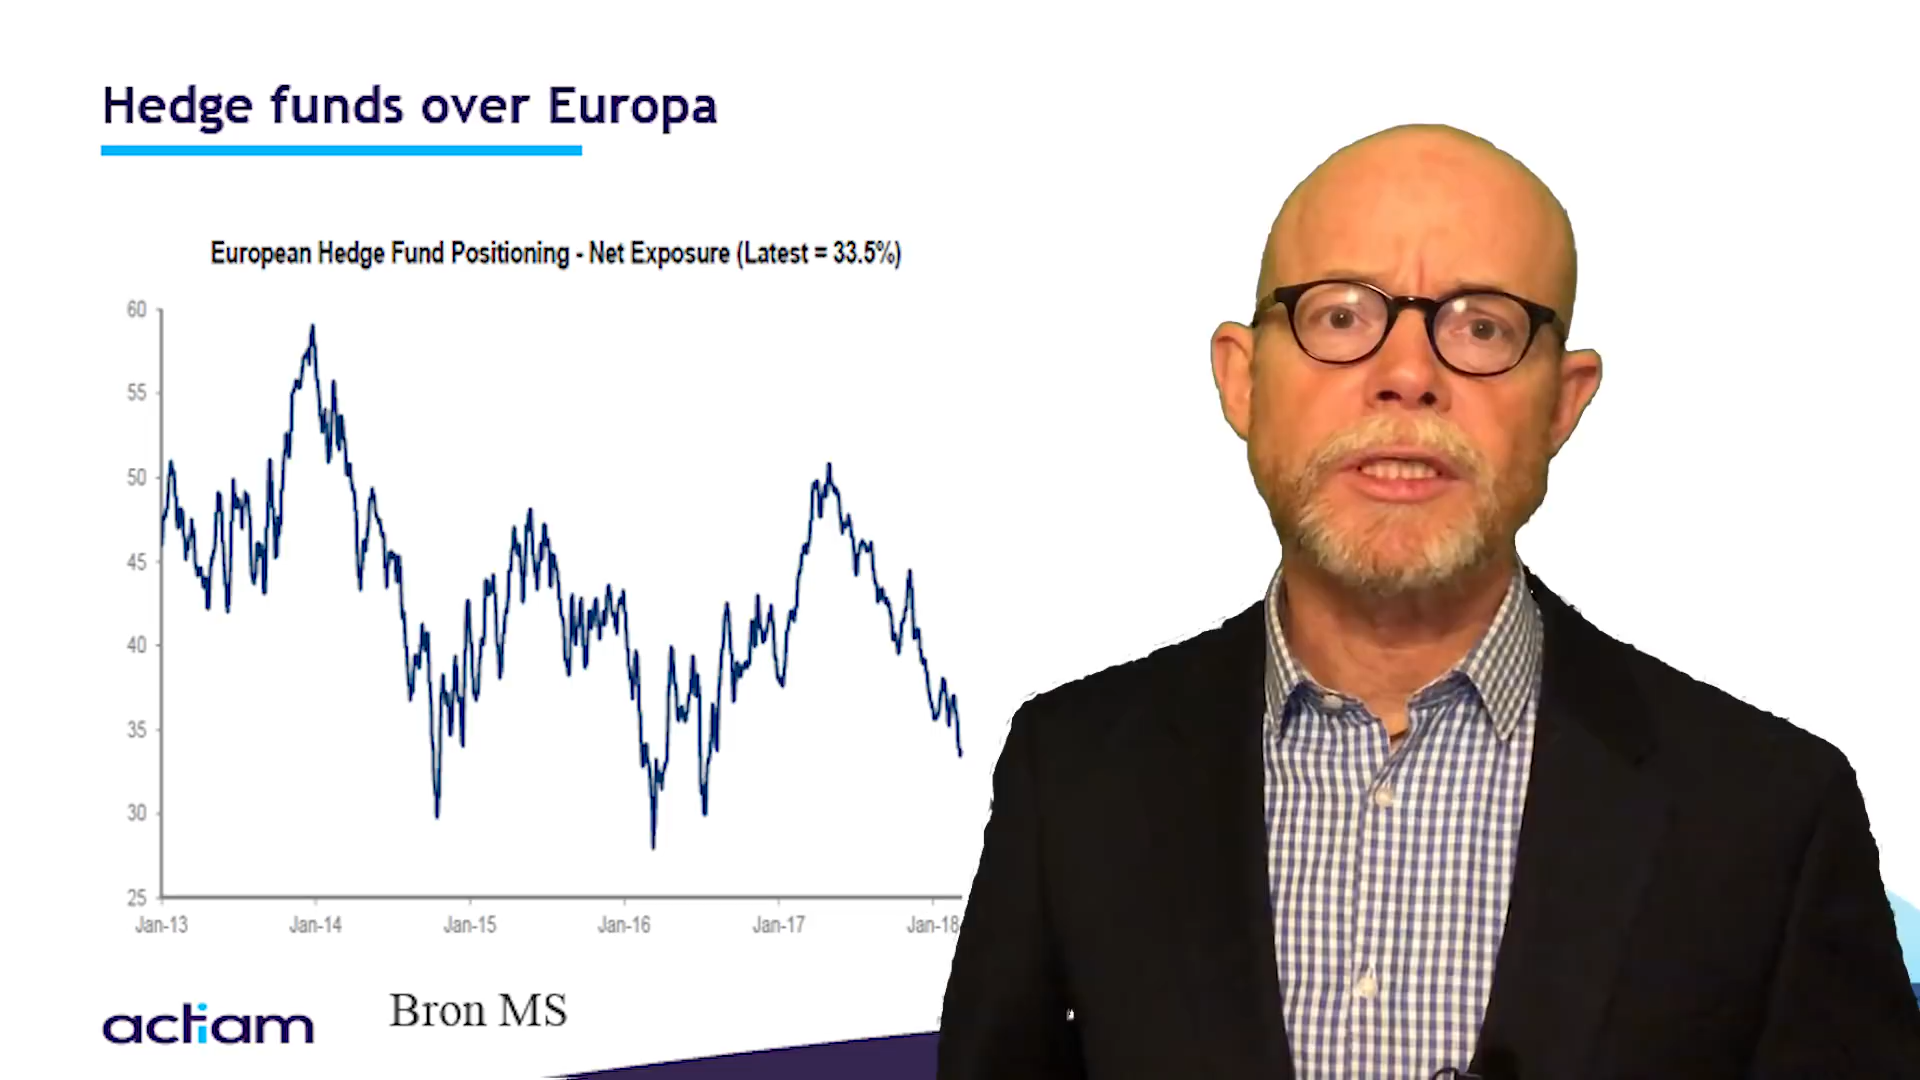 Hedge funds over Europa
European Hedge Fund Positioning - Net Exposure (Latest = 33.5%)
60
55
50
45
40
35
30
25
Jan-13 Jan-14 Jan-15 Jan-16 Jan-17 Jan-18
actiam
Bron MS